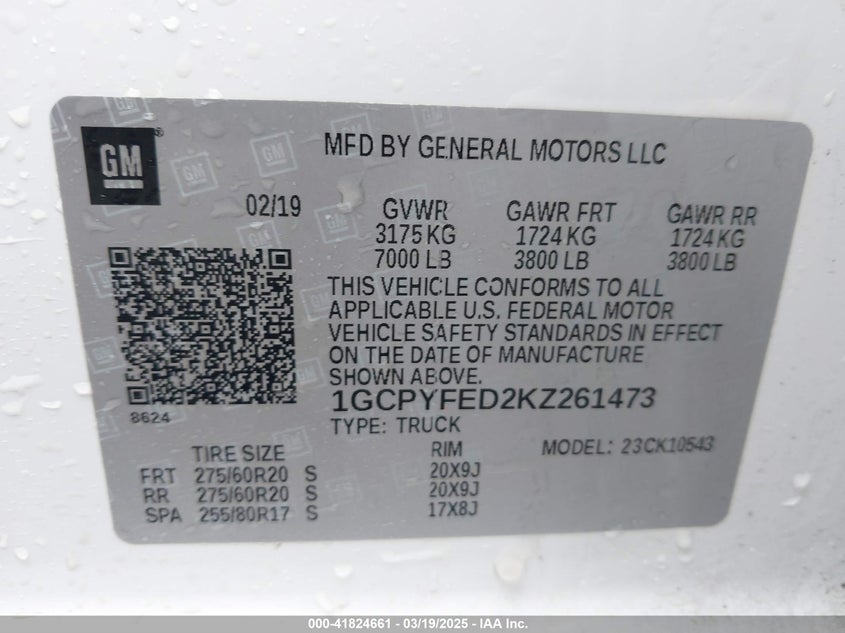 GM
MFD BY GENERAL MOTORS LLC
02/19
GVWR GAWR FRT GAWR RR
3175 KG 1724 KG 1724 KG
7000 LB 3800 LB 3800 LB
THIS VEHICLE CONFORMS TO ALL
APPLICABLE U.S. FEDERAL MOTOR
VEHICLE SAFETY STANDARDS IN EFFECT
ON THE DATE OF MANUFACTURE
SHOWN ABOVE.
1GCPYFED2KZ261473
8624
TYPE: TRUCK
TIRE SIZE RIM MODEL: 23CK10543
FRT 275/60R20 S 20X9J
RR 275/60R20 S 20X9J
SPA 255/80R17 S 17X8J
000-41824661 - 03/19/2025 - IAA Inc.